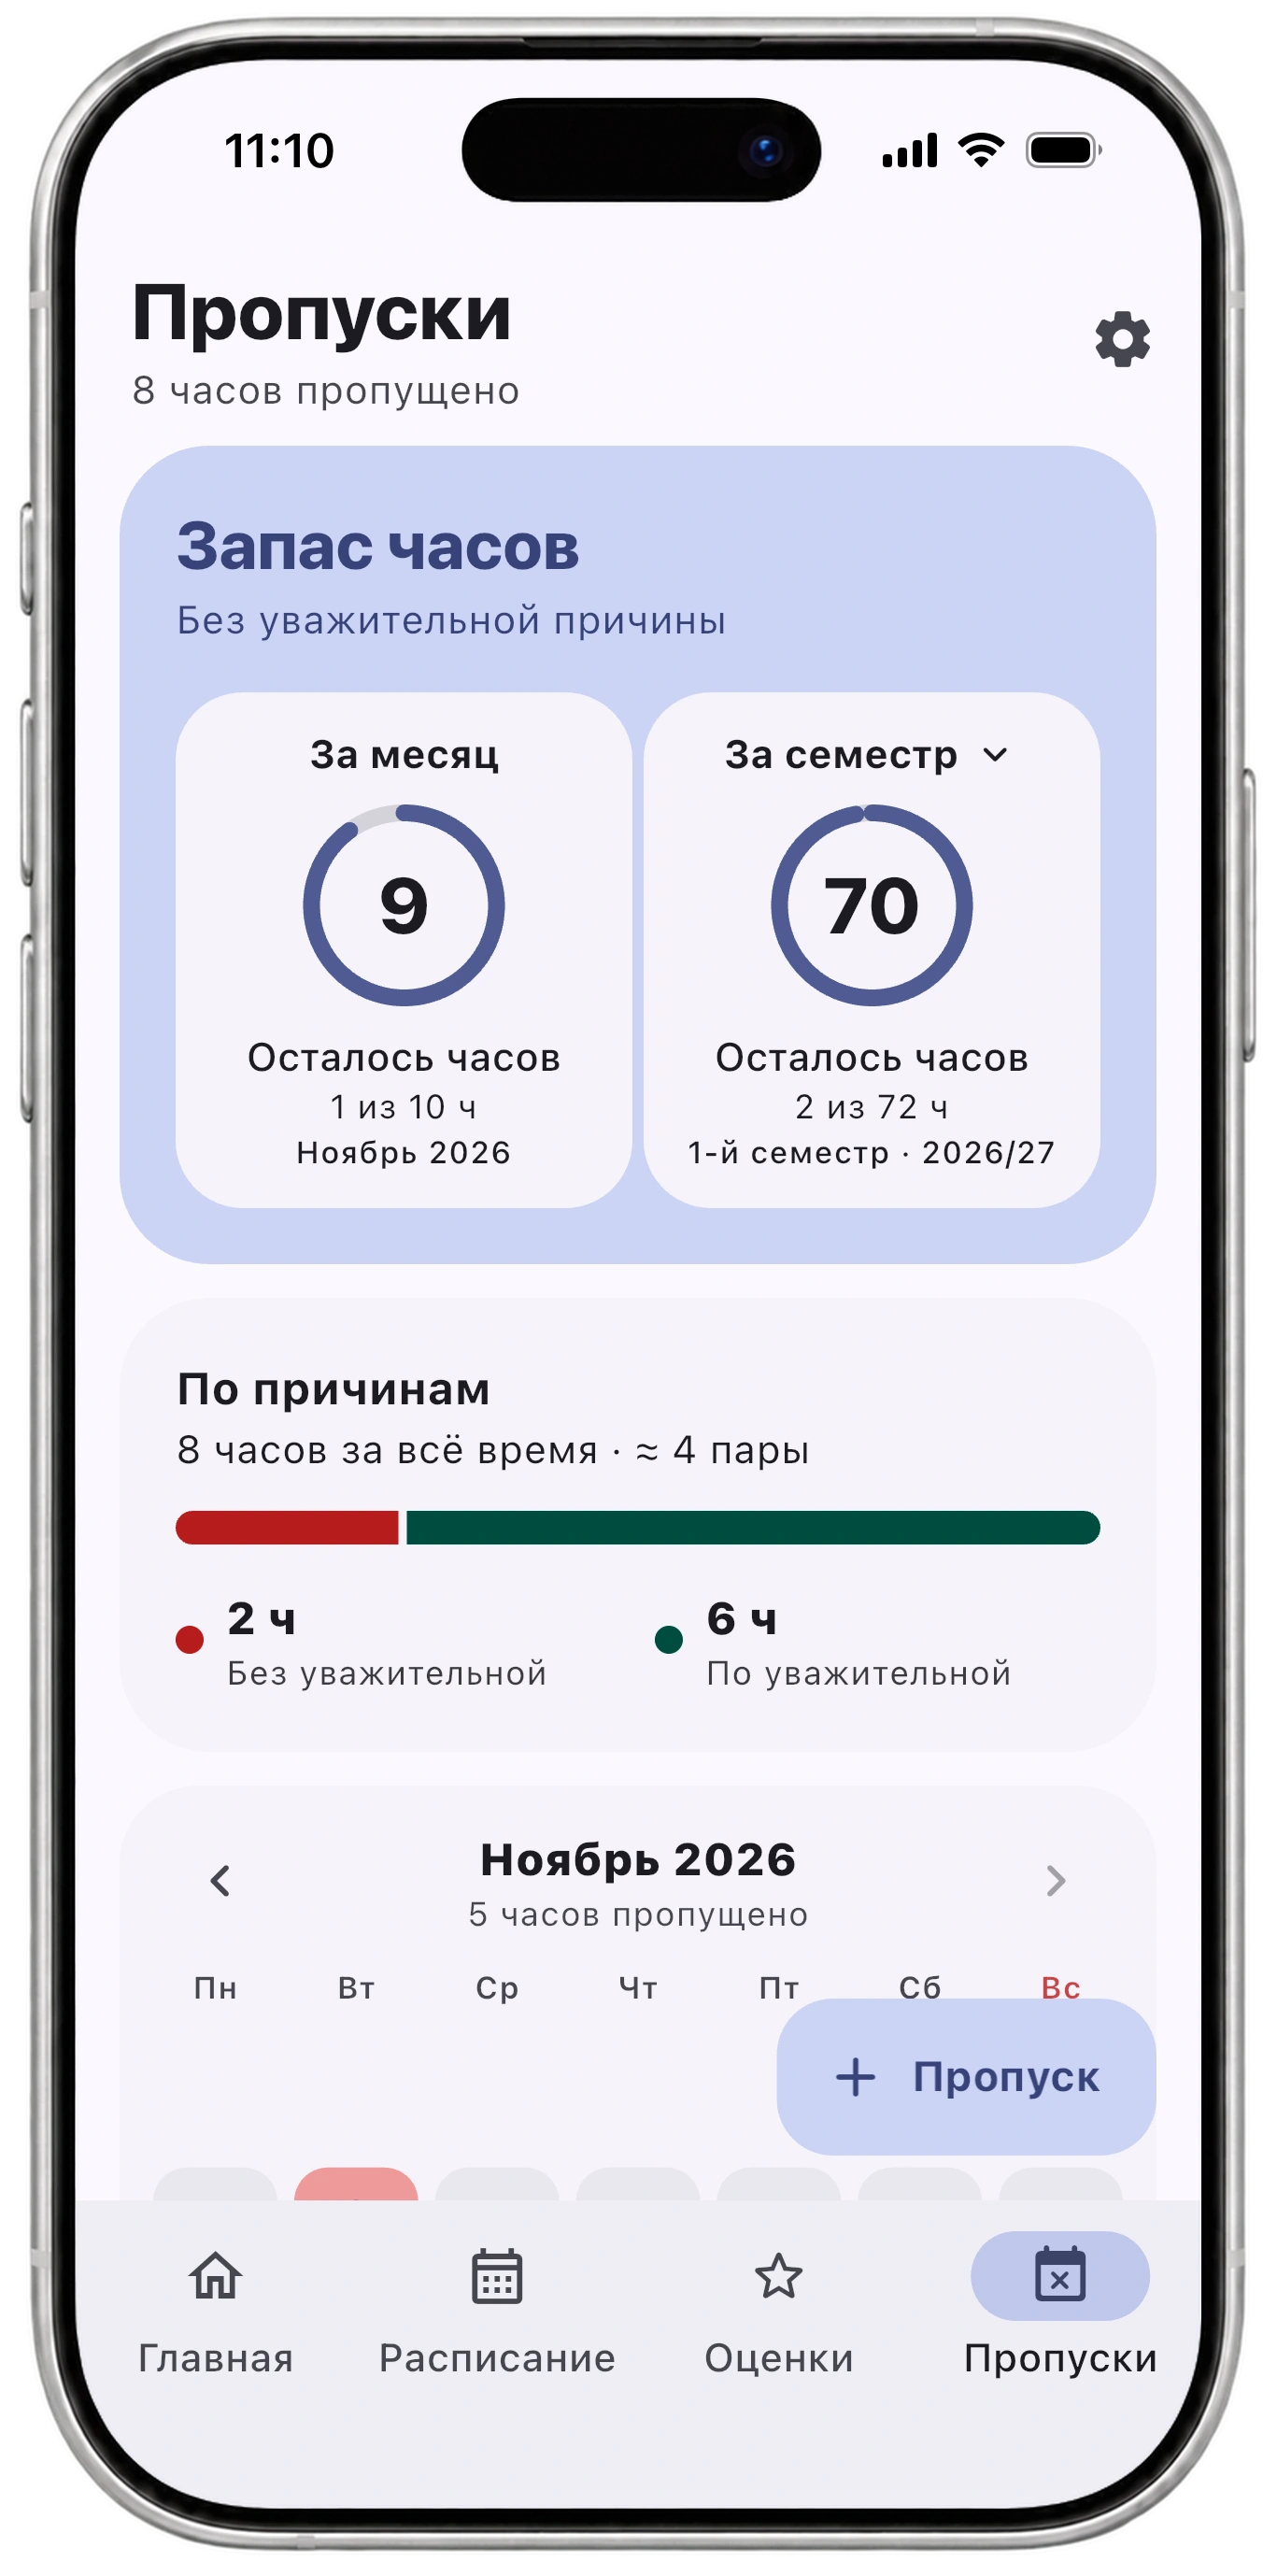 11:10
Пропуски
8 часов пропущено
Запас часов
Без уважительной причины
За месяц
9
Осталось часов
1 из 10 ч
Ноябрь 2026
За семестр
70
Осталось часов
2 из 72 ч
1-й семестр · 2026/27
По причинам
8 часов за всё время · ≈ 4 пары
2 ч
Без уважительной
6 ч
По уважительной
Ноябрь 2026
5 часов пропущено
Пн Вт Ср Чт Пт Сб Вс
+ Пропуск
Главная Расписание Оценки Пропуски